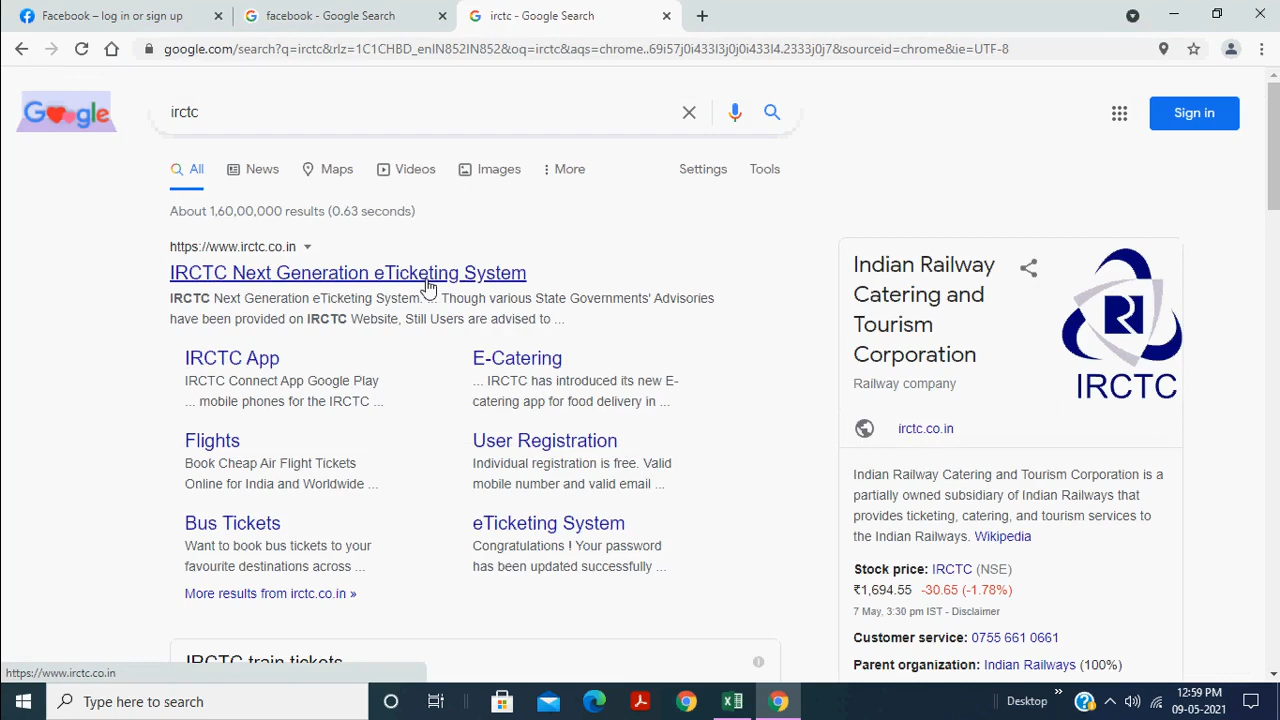 Facebook – log in or sign up
facebook - Google Search
irctc - Google Search
google.com/search?q=irctc&rlz=1C1CHBD_enIN852IN852&oq=irctc&aqs=chrome..69i57j0i433l3j0j0i433l4.2333j0j7&sourceid=chrome&ie=UTF-8
Google
irctc
Sign in
All News Maps Videos Images More Settings Tools
About 1,60,00,000 results (0.63 seconds)
https://www.irctc.co.in
IRCTC Next Generation eTicketing System
IRCTC Next Generation eTicketing System. ... Though various State Governments' Advisories
have been provided on IRCTC Website, Still Users are advised to ...
IRCTC App
IRCTC Connect App Google Play
... mobile phones for the IRCTC ...
E-Catering
... IRCTC has introduced its new E-
catering app for food delivery in ...
Flights
Book Cheap Air Flight Tickets
Online for India and Worldwide ...
User Registration
Individual registration is free. Valid
mobile number and valid email ...
Bus Tickets
Want to book bus tickets to your
favourite destinations across ...
eTicketing System
Congratulations ! Your password
has been updated successfully ...
More results from irctc.co.in »
IRCTC train tickets
Indian Railway
Catering and
Tourism
Corporation
Railway company
IRCTC
irctc.co.in
Indian Railway Catering and Tourism Corporation is a
partially owned subsidiary of Indian Railways that
provides ticketing, catering, and tourism services to
the Indian Railways. Wikipedia
Stock price: IRCTC (NSE)
₹1,694.55 -30.65 (-1.78%)
7 May, 3:30 pm IST - Disclaimer
Customer service: 0755 661 0661
Parent organization: Indian Railways (100%)
https://www.irctc.co.in
Type here to search
Desktop
12:59 PM
09-05-2021